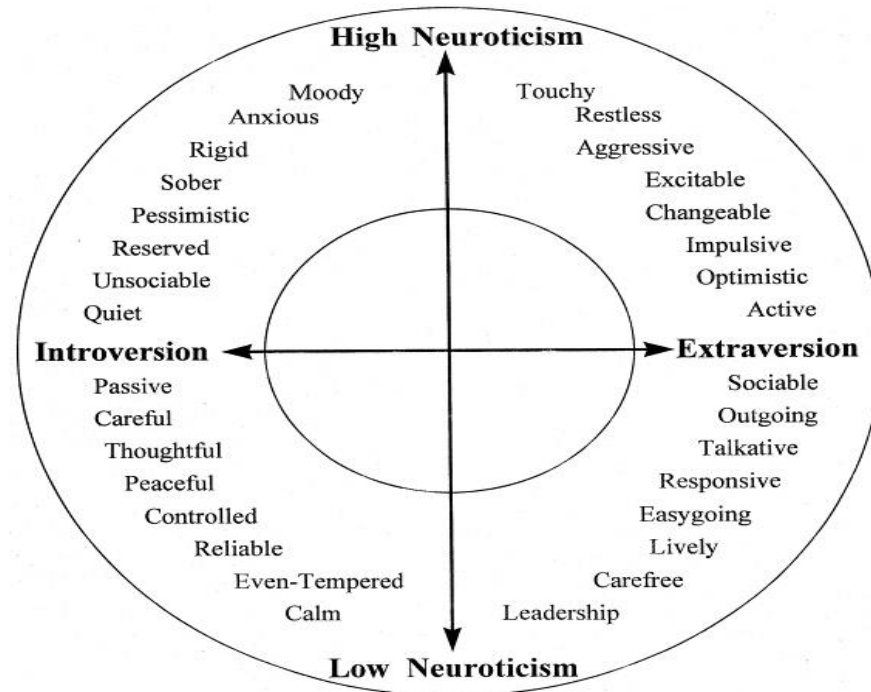 High Neuroticism
Moody
Touchy
Anxious
Restless
Rigid
Aggressive
Sober
Excitable
Pessimistic
Changeable
Reserved
Impulsive
Unsociable
Optimistic
Quiet
Active
Introversion
Extraversion
Passive
Sociable
Careful
Outgoing
Thoughtful
Talkative
Peaceful
Responsive
Controlled
Easygoing
Reliable
Lively
Even-Tempered
Carefree
Calm
Leadership
Low Neuroticism